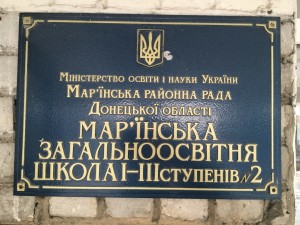 Міністерство освіти і науки України
Мар'їнська районна рада
Донецької області
МАР'ЇНСЬКА
ЗАГАЛЬНООСВІТНЯ
ШКОЛА І–ІІІ ступенів №2